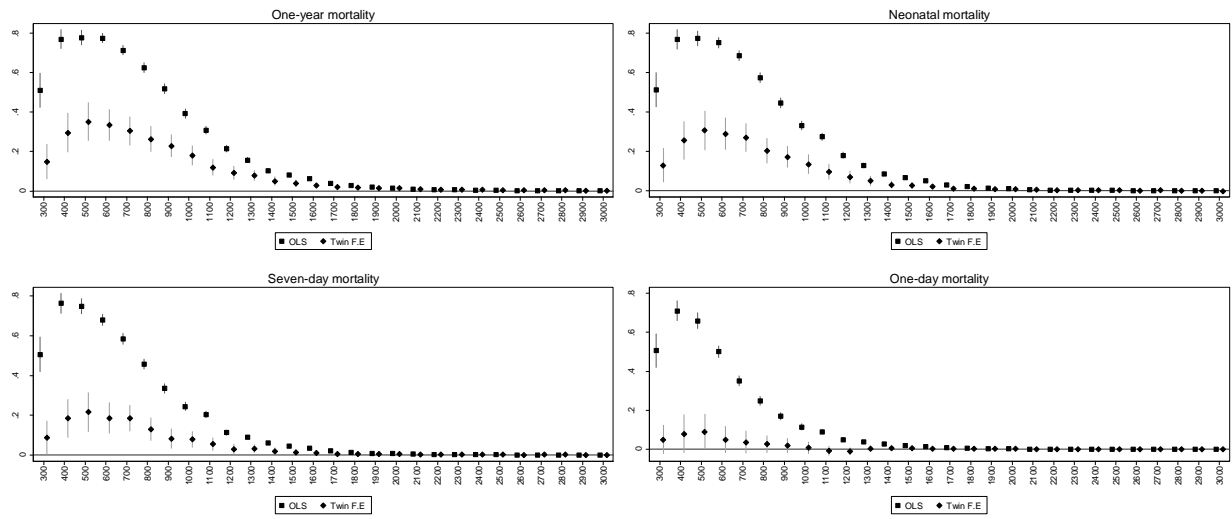 One-year mortality
.8
.6
.4
.2
0
300 400 500 600 700 800 900 1000 1100 1200 1300 1400 1500 1600 1700 1800 1900 2000 2100 2200 2300 2400 2500 2600 2700 2800 2900 3000
OLS Twin F.E
Neonatal mortality
.8
.6
.4
.2
0
300 400 500 600 700 800 900 1000 1100 1200 1300 1400 1500 1600 1700 1800 1900 2000 2100 2200 2300 2400 2500 2600 2700 2800 2900 3000
OLS Twin F.E
Seven-day mortality
.8
.6
.4
.2
0
300 400 500 600 700 800 900 1000 1100 1200 1300 1400 1500 1600 1700 1800 1900 2000 2100 2200 2300 2400 2500 2600 2700 2800 2900 3000
OLS Twin F.E
One-day mortality
.8
.6
.4
.2
0
300 400 500 600 700 800 900 1000 1100 1200 1300 1400 1500 1600 1700 1800 1900 2000 2100 2200 2300 2400 2500 2600 2700 2800 2900 3000
OLS Twin F.E